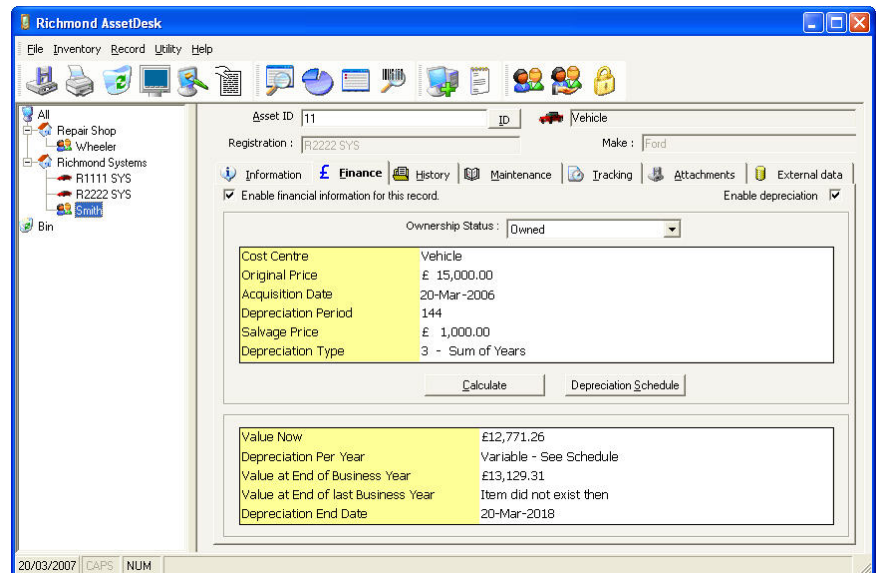 Richmond AssetDesk
File Inventory Record Utility Help
All
Repair Shop
Wheeler
Richmond Systems
R1111 SYS
R2222 SYS
Smith
Bin
Asset ID 11 ID Vehicle
Registration : R2222 SYS Make : Ford
Information £ Finance History Maintenance Tracking Attachments External data
Enable financial information for this record. Enable depreciation
Ownership Status : Owned
Cost Centre Vehicle
Original Price £ 15,000.00
Acquisition Date 20-Mar-2006
Depreciation Period 144
Salvage Price £ 1,000.00
Depreciation Type 3 - Sum of Years
Calculate Depreciation Schedule
Value Now £12,771.26
Depreciation Per Year Variable - See Schedule
Value at End of Business Year £13,129.31
Value at End of last Business Year Item did not exist then
Depreciation End Date 20-Mar-2018
20/03/2007 CAPS NUM